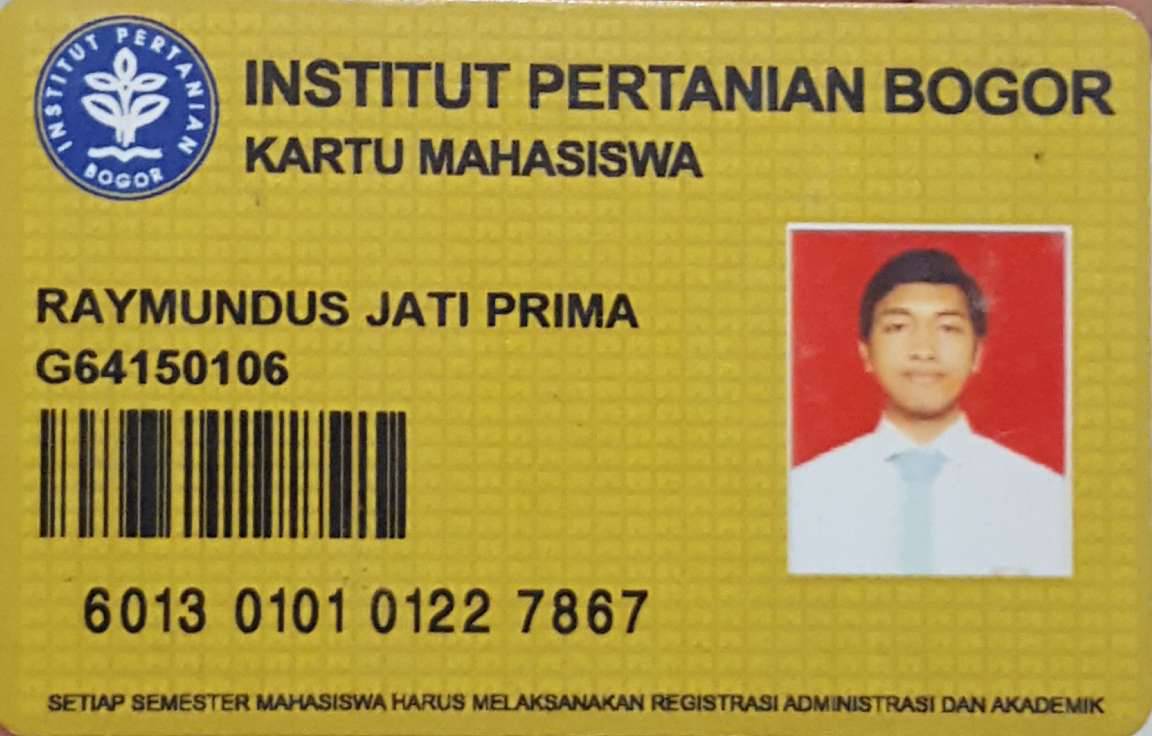 INSTITUT PERTANIAN BOGOR
INSTITUT PERTANIAN BOGOR
KARTU MAHASISWA
RAYMUNDUS JATI PRIMA
G64150106
6013 0101 0122 7867
SETIAP SEMESTER MAHASISWA HARUS MELAKSANAKAN REGISTRASI ADMINISTRASI DAN AKADEMIK